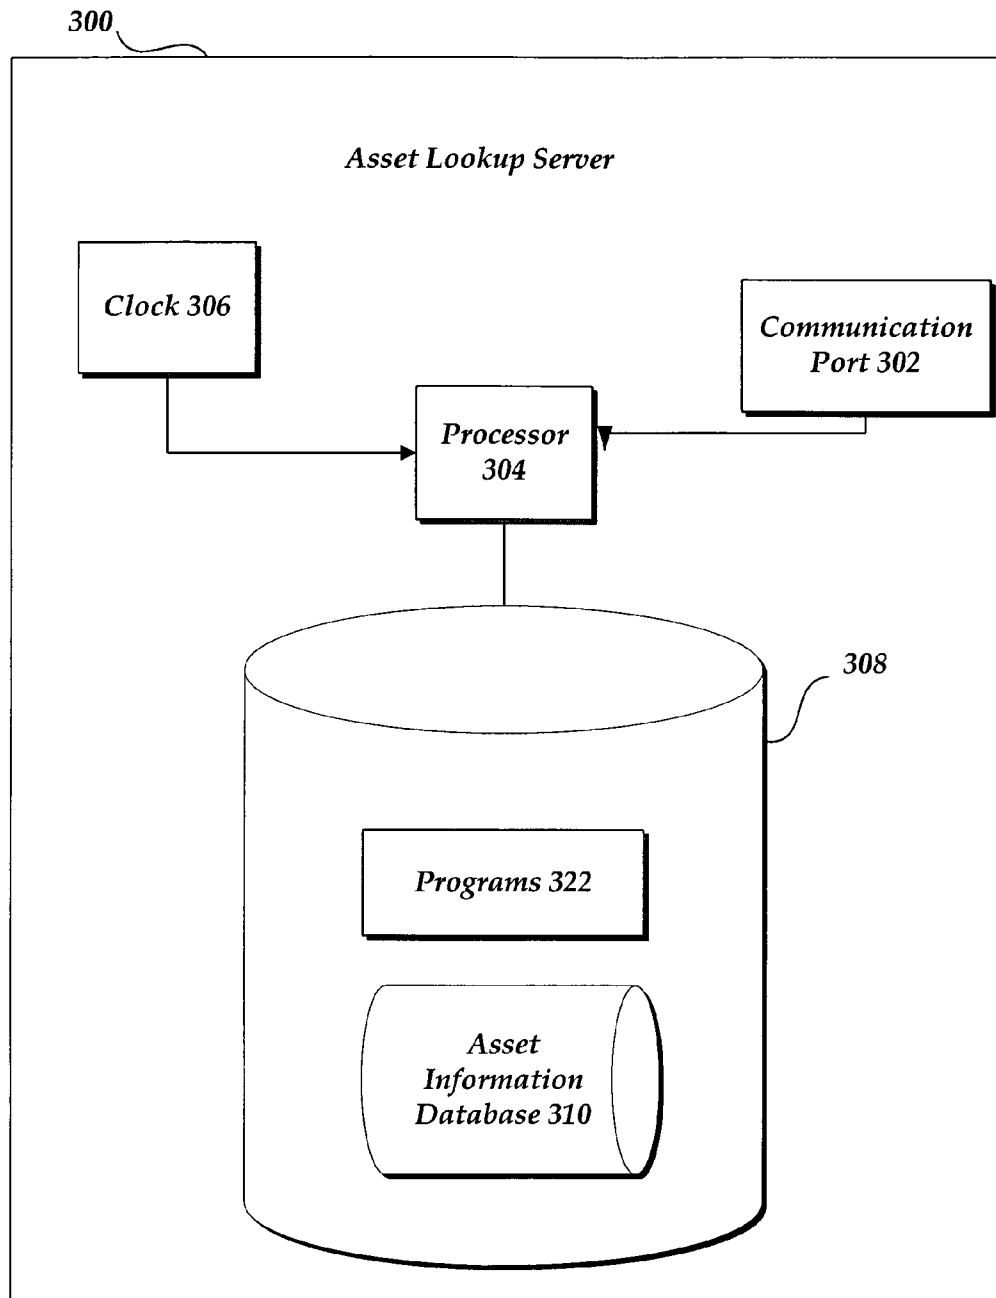 300
Asset Lookup Server
Clock 306
Communication
Port 302
Processor
304
308
Programs 322
Asset
Information
Database 310